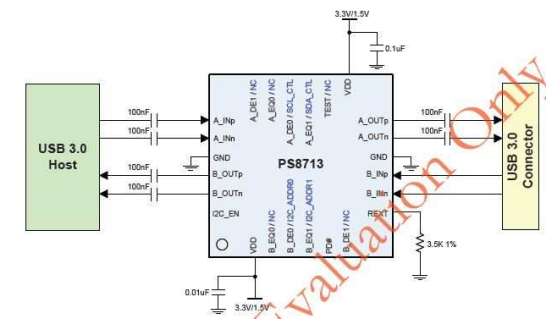 3.3V/1.5V
0.1uF
USB 3.0
Host
100nF
100nF
100nF
100nF
A_INp
A_INn
GND
B_OUTp
B_OUTn
I2C_EN
A_DE1 / NC
A_EQ0 / NC
A_DE0 / SCL_CTL
A_EQ1 / SDA_CTL
TEST / NC
VDD
PS8713
VDD
B_EQ0 / NC
B_DE0 / I2C_ADDR0
B_EQ1 / I2C_ADDR1
PD#
B_DE1 / NC
A_OUTp
A_OUTn
GND
B_INp
B_INn
REXT
100nF
100nF
USB 3.0
Connector
3.5K 1%
0.01uF
3.3V/1.5V
Evaluation Only